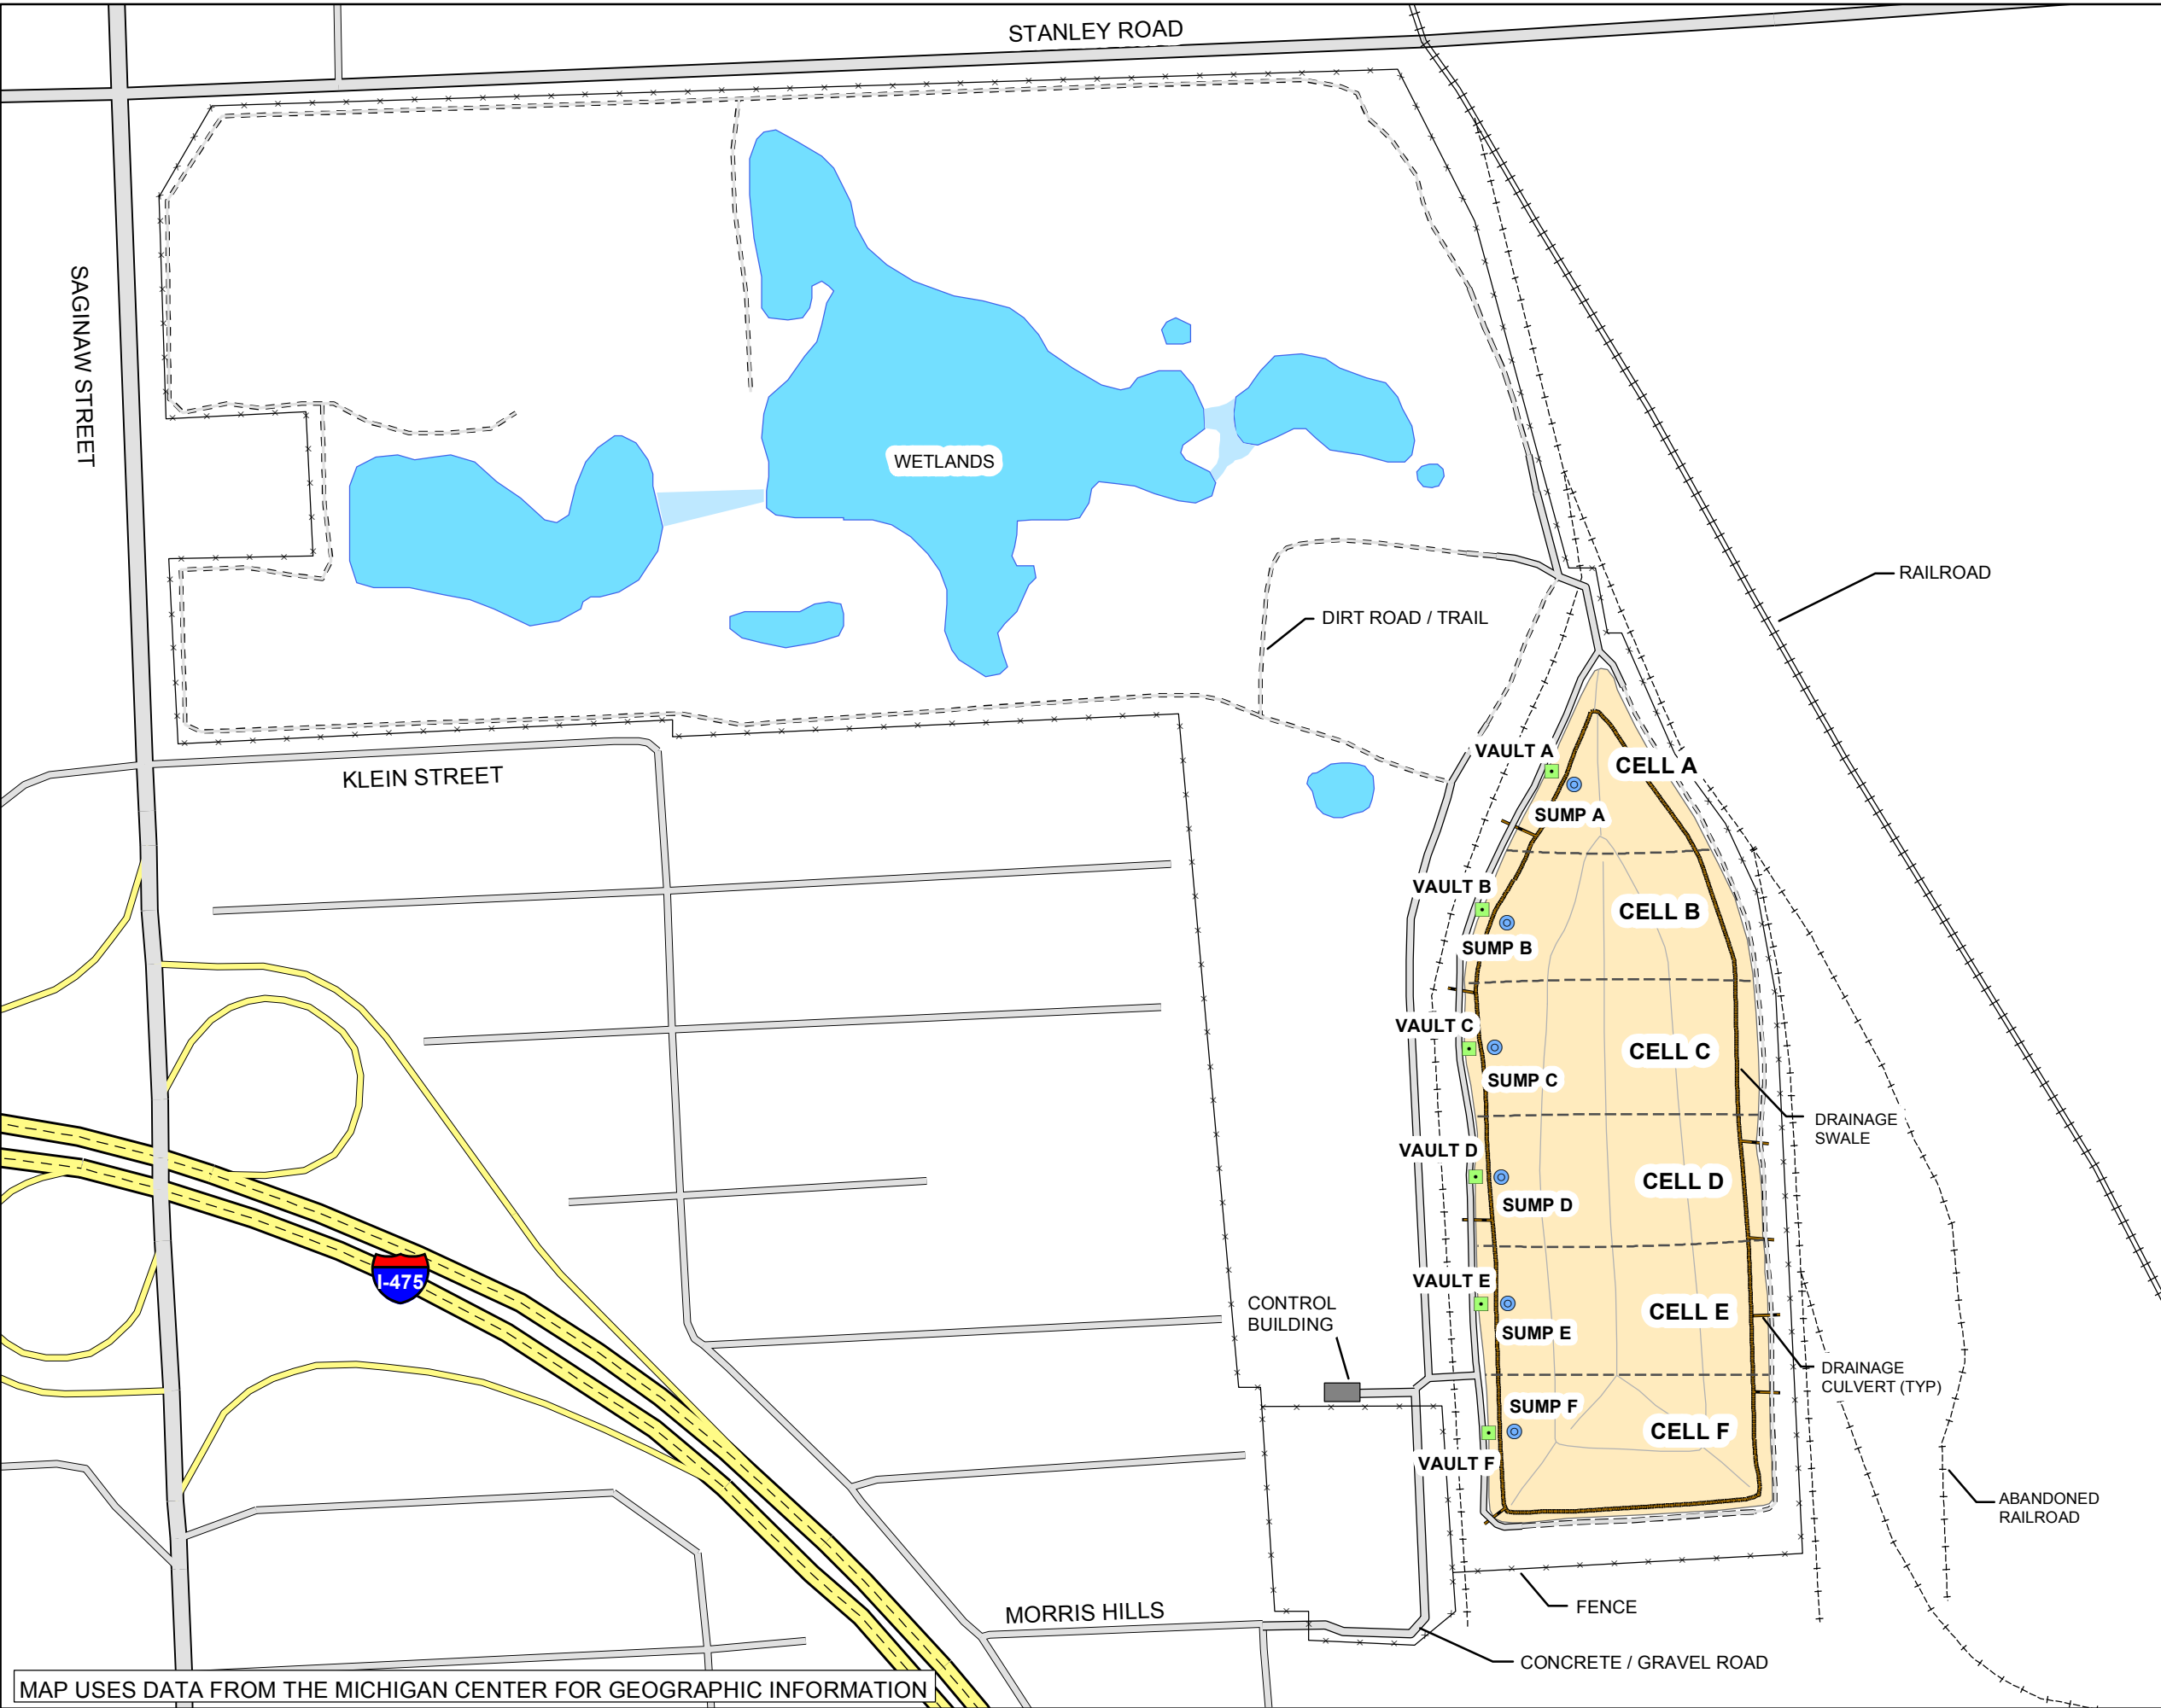 STANLEY ROAD
SAGINAW STREET
WETLANDS
RAILROAD
DIRT ROAD / TRAIL
KLEIN STREET
VAULT A
CELL A
SUMP A
VAULT B
CELL B
SUMP B
VAULT C
CELL C
SUMP C
DRAINAGE
SWALE
VAULT D
CELL D
SUMP D
VAULT E
I-475
CONTROL
BUILDING
CELL E
SUMP E
DRAINAGE
CULVERT (TYP)
SUMP F
CELL F
VAULT F
ABANDONED
RAILROAD
MORRIS HILLS
FENCE
CONCRETE / GRAVEL ROAD
MAP USES DATA FROM THE MICHIGAN CENTER FOR GEOGRAPHIC INFORMATION